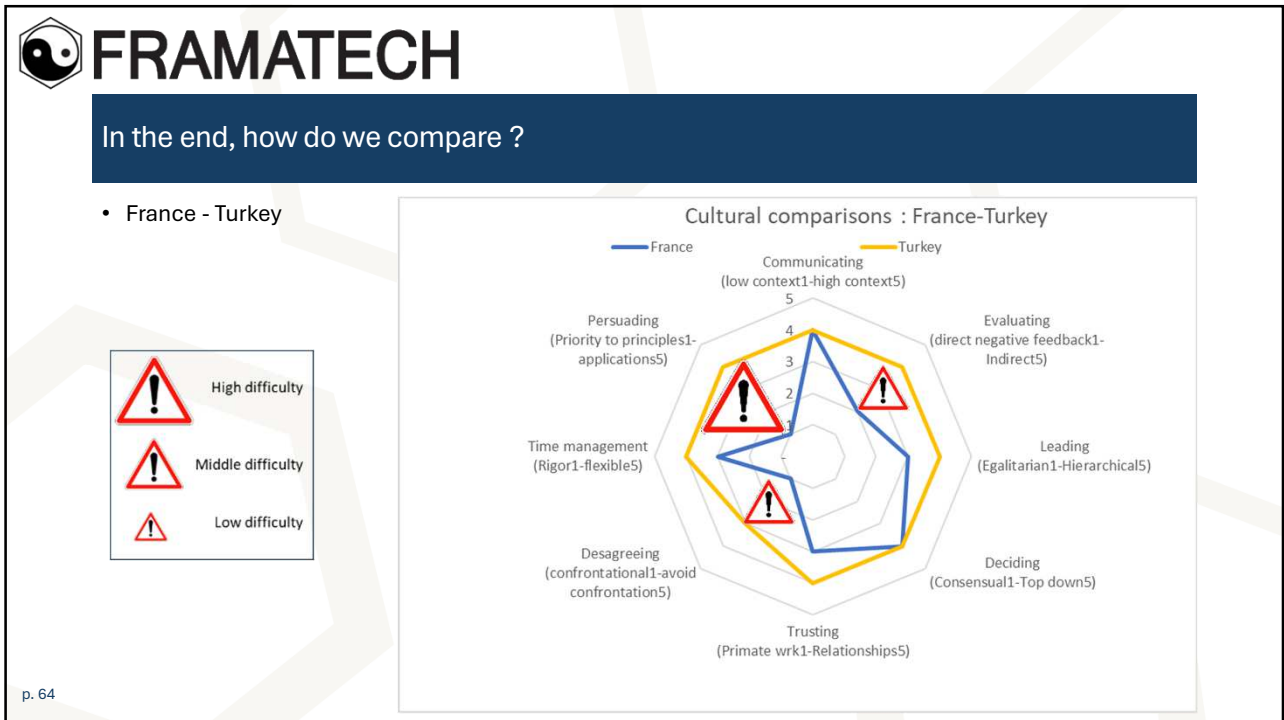 FRAMATECH
In the end, how do we compare ?
• France - Turkey
High difficulty
Middle difficulty
Low difficulty
Cultural comparisons : France-Turkey
France
Turkey
Communicating
(low context1-high context5)
Evaluating
(direct negative feedback1-
Indirect5)
Leading
(Egalitarian1-Hierarchical5)
Deciding
(Consensual1-Top down5)
Trusting
(Primate wrk1-Relationships5)
Desagreeing
(confrontational1-avoid
confrontation5)
Time management
(Rigor1-flexible5)
Persuading
(Priority to principles1-
applications5)
5
4
3
2
1
-
p. 64